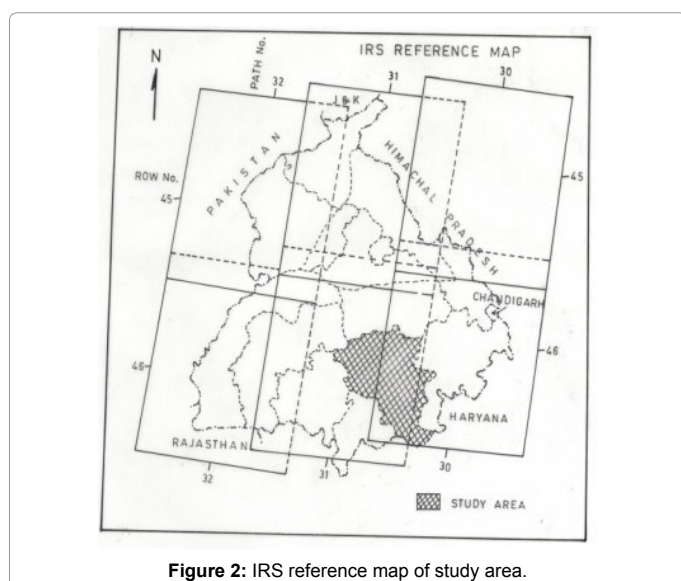 IRS REFERENCE MAP
N
PATH No.
32
31
30
J & K
PAKISTAN
HIMACHAL PRADESH
ROW No.
45
45
CHANDIGARH
46
46
HARYANA
RAJASTHAN
32
31
30
STUDY AREA
Figure 2: IRS reference map of study area.